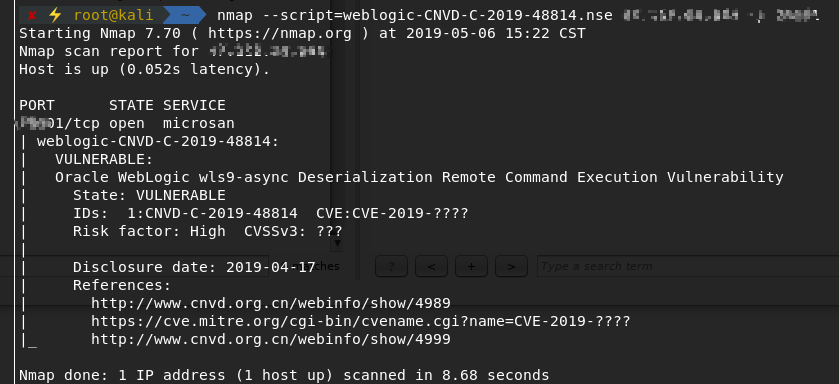 ✘ ⚡ root@kali ~ nmap --script=weblogic-CNVD-C-2019-48814.nse
Starting Nmap 7.70 ( https://nmap.org ) at 2019-05-06 15:22 CST
Nmap scan report for
Host is up (0.052s latency).
PORT STATE SERVICE
01/tcp open microsan
| weblogic-CNVD-C-2019-48814:
| VULNERABLE:
| Oracle WebLogic wls9-async Deserialization Remote Command Execution Vulnerability
| State: VULNERABLE
| IDs: 1:CNVD-C-2019-48814 CVE:CVE-2019-????
| Risk factor: High CVSSv3: ???
|
| Disclosure date: 2019-04-17
? < + > Type a search term
| References:
| http://www.cnvd.org.cn/webinfo/show/4989
| https://cve.mitre.org/cgi-bin/cvename.cgi?name=CVE-2019-????
|_ http://www.cnvd.org.cn/webinfo/show/4999
Nmap done: 1 IP address (1 host up) scanned in 8.68 seconds